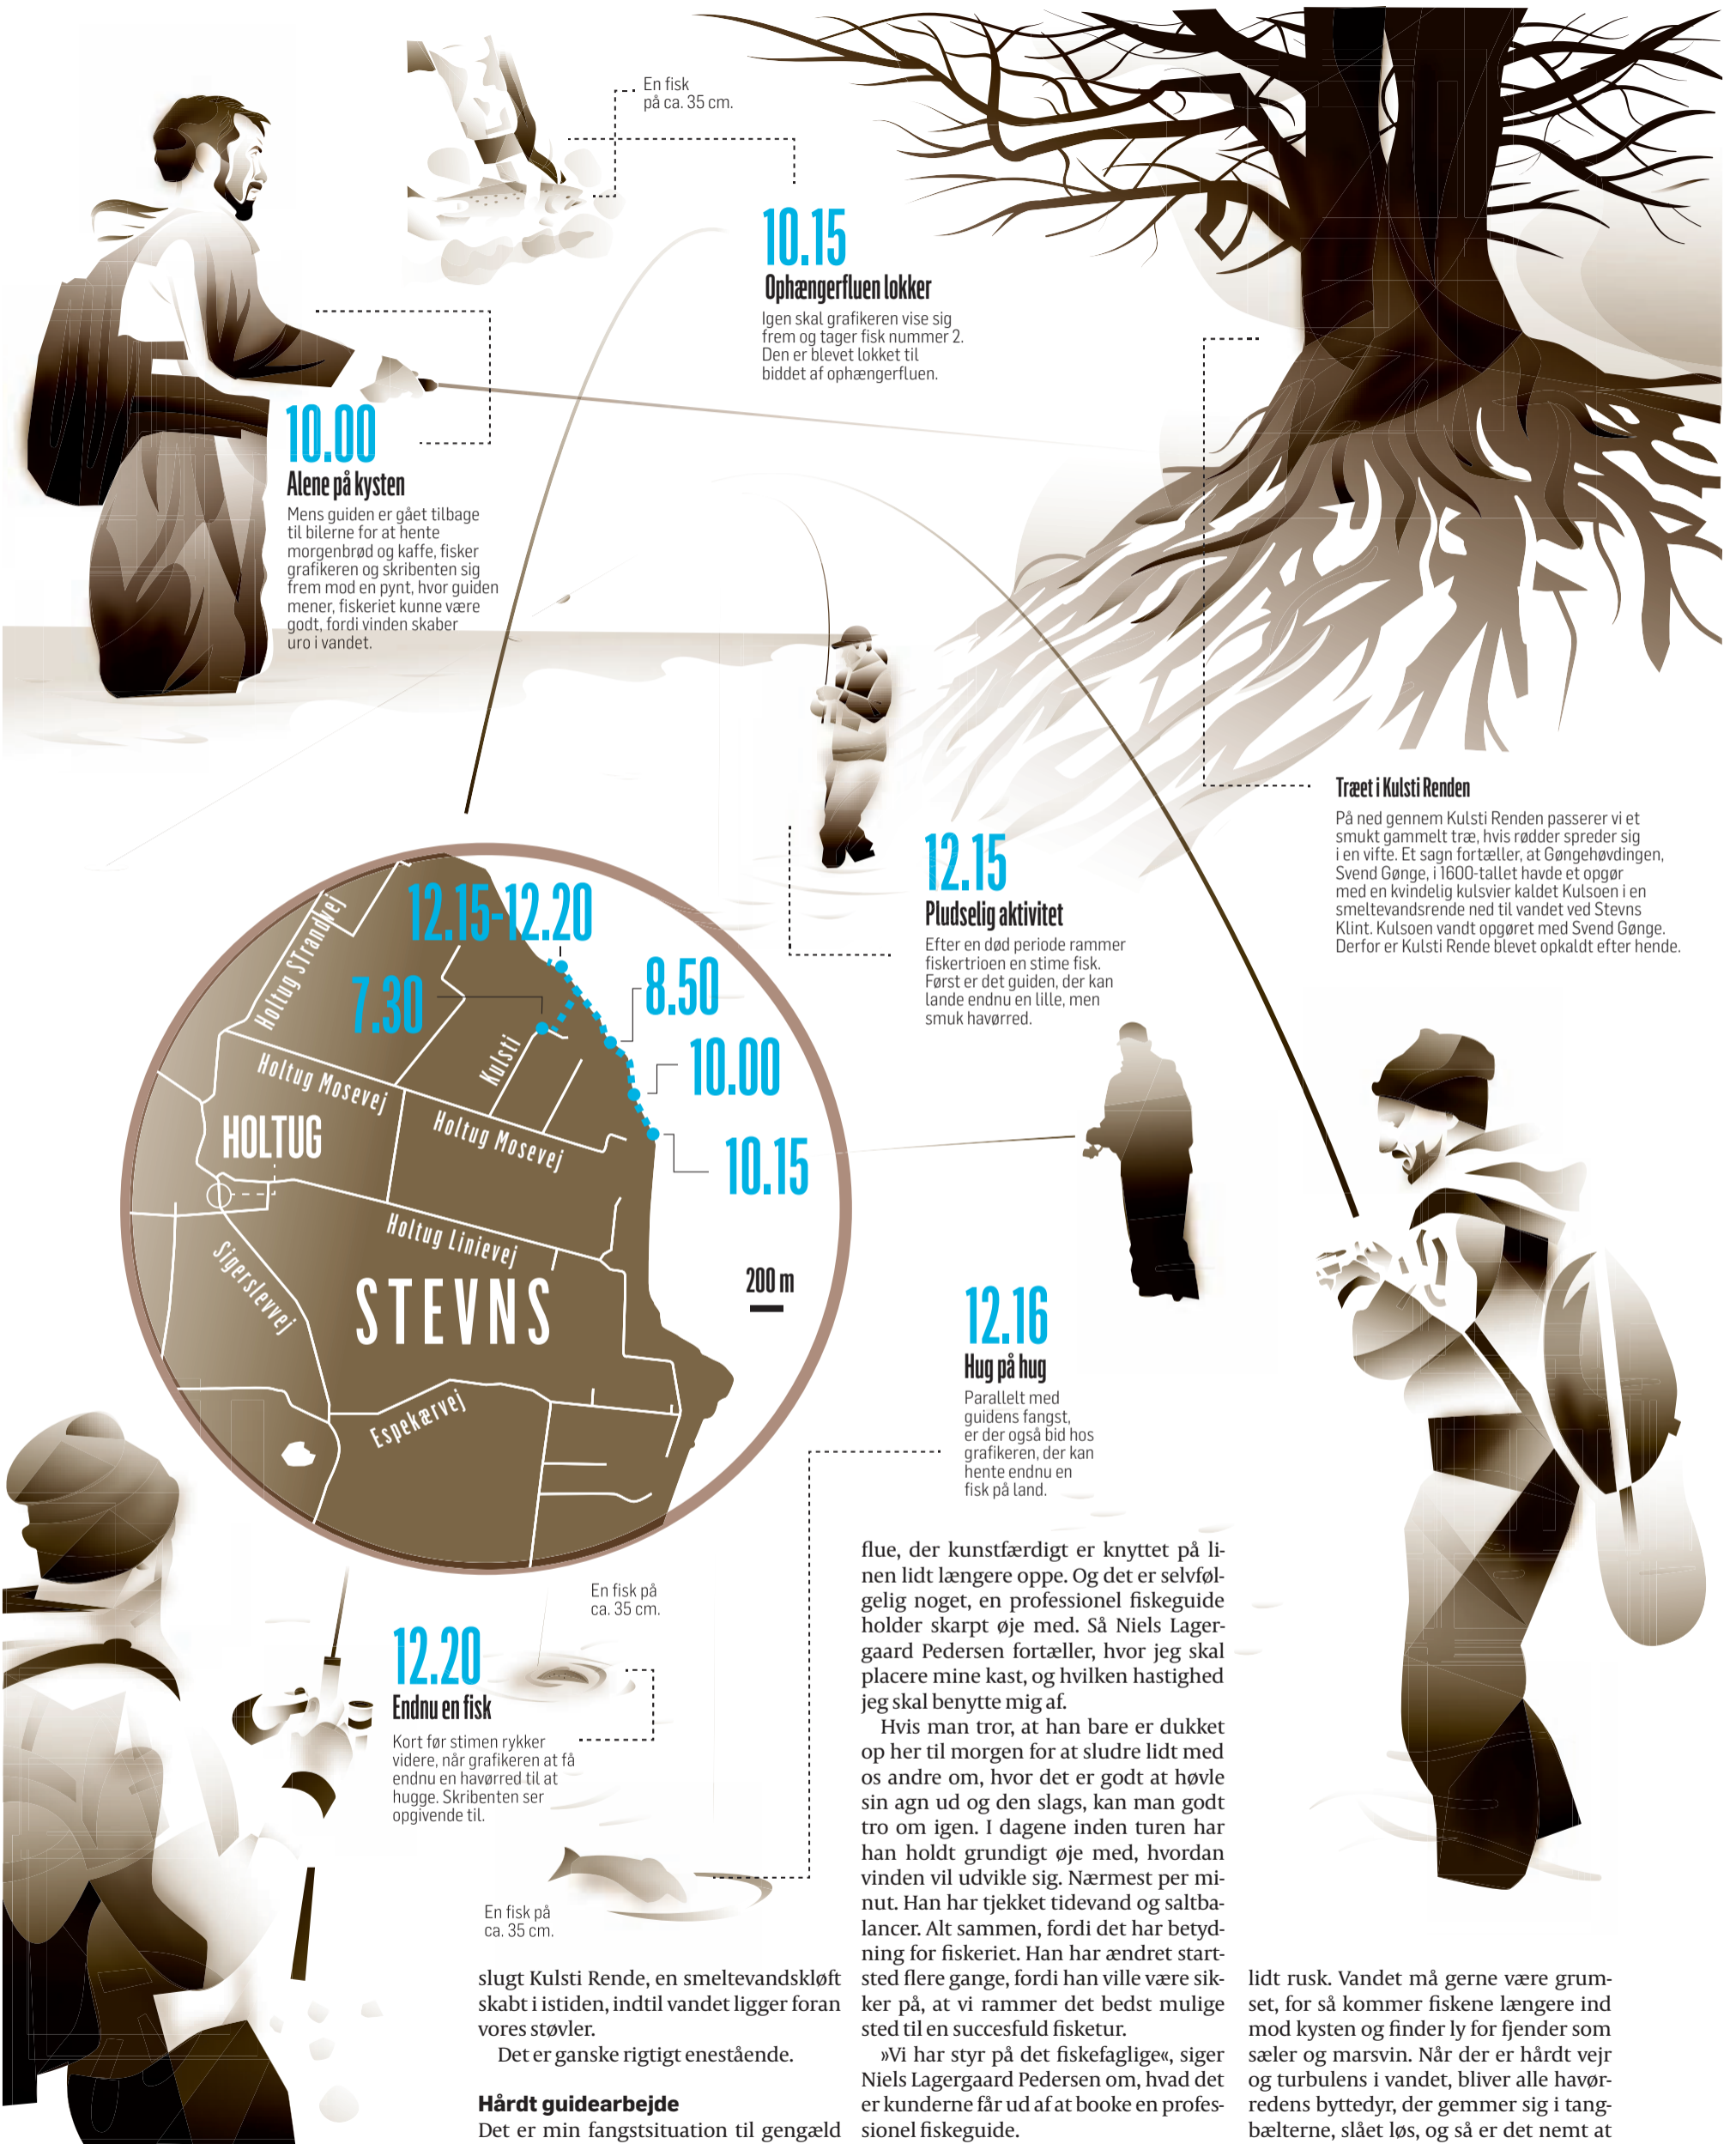 En fisk
på ca. 35 cm.
10.15
Ophængerfluen lokker
Igen skal grafikeren vise sig
frem og tager fisk nummer 2.
Den er blevet lokket til
biddet af ophængerfluen.
10.00
Alene på kysten
Mens guiden er gået tilbage
til bilerne for at hente
morgenbrød og kaffe, fisker
grafikeren og skribenten sig
frem mod en pynt, hvor guiden
mener, fiskeriet kunne være
godt, fordi vinden skaber
uro i vandet.
Træet i Kulsti Renden
På ned gennem Kulsti Renden passerer vi et
smukt gammelt træ, hvis rødder spreder sig
i en vifte. Et sagn fortæller, at Gøngehøvdingen,
Svend Gønge, i 1600-tallet havde et opgør
med en kvindelig kulsvier kaldet Kulsoen i en
smeltevandsrende ned til vandet ved Stevns
Klint. Kulsoen vandt opgøret med Svend Gønge.
Derfor er Kulsti Rende blevet opkaldt efter hende.
12.15
Pludselig aktivitet
Efter en død periode rammer
fiskertrioen en stime fisk.
Først er det guiden, der kan
lande endnu en lille, men
smuk havørred.
12.15-12.20
7.30
8.50
10.00
10.15
Holtug STrandvej
Kulsti
Holtug Mosevej
Holtug Mosevej
HOLTUG
Holtug Linievej
Sigerslevvej
STEVNS
Espekærvej
200 m
12.16
Hug på hug
Parallelt med
guidens fangst,
er der også bid hos
grafikeren, der kan
hente endnu en
fisk på land.
En fisk på
ca. 35 cm.
12.20
Endnu en fisk
Kort før stimen rykker
videre, når grafikeren at få
endnu en havørred til at
hugge. Skribenten ser
opgivende til.
En fisk på
ca. 35 cm.
slugt Kulsti Rende, en smeltevandskløft
skabt i istiden, indtil vandet ligger foran
vores støvler.
Det er ganske rigtigt enestående.
Hårdt guidearbejde
Det er min fangstsituation til gengæld
flue, der kunstfærdigt er knyttet på li-
nen lidt længere oppe. Og det er selvføl-
gelig noget, en professionel fiskeguide
holder skarpt øje med. Så Niels Lager-
gaard Pedersen fortæller, hvor jeg skal
placere mine kast, og hvilken hastighed
jeg skal benytte mig af.
Hvis man tror, at han bare er dukket
op her til morgen for at sludre lidt med
os andre om, hvor det er godt at høvle
sin agn ud og den slags, kan man godt
tro om igen. I dagene inden turen har
han holdt grundigt øje med, hvordan
vinden vil udvikle sig. Nærmest per mi-
nut. Han har tjekket tidevand og saltba-
lancer. Alt sammen, fordi det har betyd-
ning for fiskeriet. Han har ændret start-
sted flere gange, fordi han ville være sik-
ker på, at vi rammer det bedst mulige
sted til en succesfuld fisketur.
»Vi har styr på det fiskefaglige«, siger
Niels Lagergaard Pedersen om, hvad det
er kunderne får ud af at booke en profes-
sionel fiskeguide.
lidt rusk. Vandet må gerne være grum-
set, for så kommer fiskene længere ind
mod kysten og finder ly for fjender som
sæler og marsvin. Når der er hårdt vejr
og turbulens i vandet, bliver alle havør-
redens byttedyr, der gemmer sig i tang-
bælterne, slået løs, og så er det nemt at